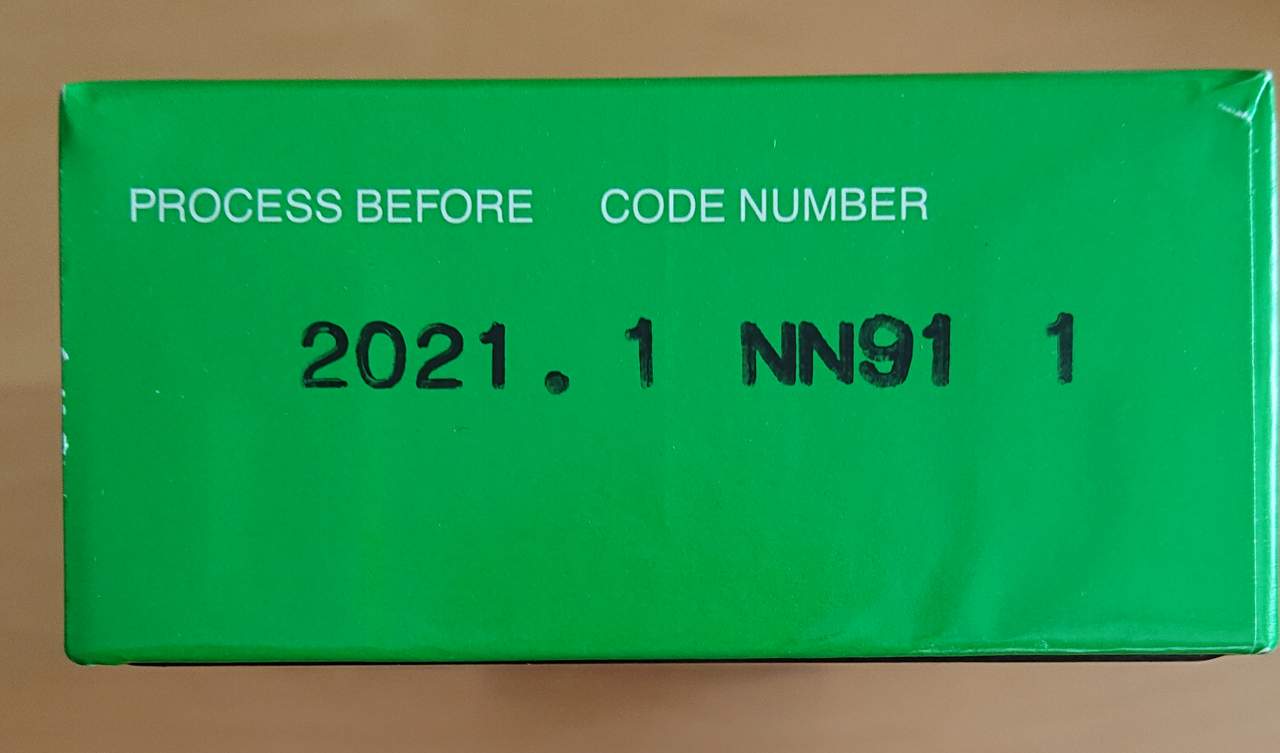 PROCESS BEFORE CODE NUMBER
2021. 1 NN91 1